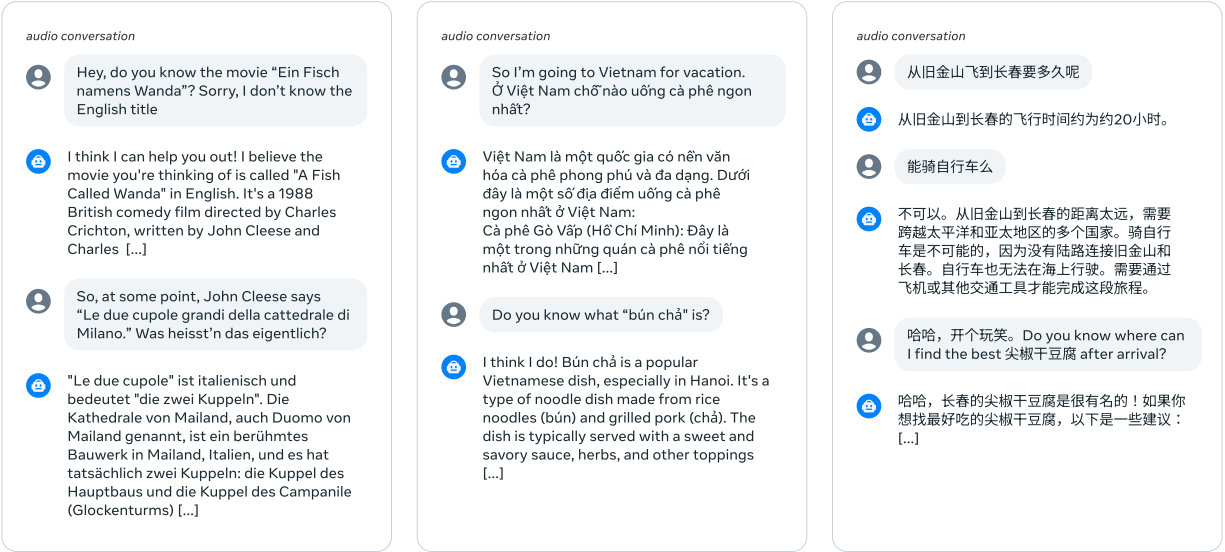 audio conversation
Hey, do you know the movie “Ein Fisch
namens Wanda”? Sorry, I don’t know the
English title
I think I can help you out! I believe the
movie you're thinking of is called "A Fish
Called Wanda" in English. It's a 1988
British comedy film directed by Charles
Crichton, written by John Cleese and
Charles [...]
So, at some point, John Cleese says
“Le due cupole grandi della cattedrale di
Milano.” Was heisst’n das eigentlich?
"Le due cupole" ist italienisch und
bedeutet "die zwei Kuppeln". Die
Kathedrale von Mailand, auch Duomo von
Mailand genannt, ist ein berühmtes
Bauwerk in Mailand, Italien, und es hat
tatsächlich zwei Kuppeln: die Kuppel des
Hauptbaus und die Kuppel des Campanile
(Glockenturms) [...]
audio conversation
So I’m going to Vietnam for vacation.
Ở Việt Nam chỗ nào uống cà phê ngon
nhất?
Việt Nam là một quốc gia có nền văn
hóa cà phê phong phú và đa dạng. Dưới
đây là một số địa điểm uống cà phê
ngon nhất ở Việt Nam:
Cà phê Gò Vấp (Hồ Chí Minh): Đây là
một trong những quán cà phê nổi tiếng
nhất ở Việt Nam [...]
Do you know what “bún chả" is?
I think I do! Bún chả is a popular
Vietnamese dish, especially in Hanoi. It's a
type of noodle dish made from rice
noodles (bún) and grilled pork (chả). The
dish is typically served with a sweet and
savory sauce, herbs, and other toppings
[...]
audio conversation
从旧金山飞到长春要多久呢
从旧金山到长春的飞行时间约为约20小时。
能骑自行车么
不可以。从旧金山到长春的距离太远，需要
跨越太平洋和亚太地区的多个国家。骑自行
车是不可能的，因为没有陆路连接旧金山和
长春。自行车也无法在海上行驶。需要通过
飞机或其他交通工具才能完成这段旅程。
哈哈，开个玩笑。Do you know where can
I find the best 尖椒干豆腐 after arrival?
哈哈，长春的尖椒干豆腐是很有名的！如果你
想找最好吃的尖椒干豆腐，以下是一些建议：
[...]